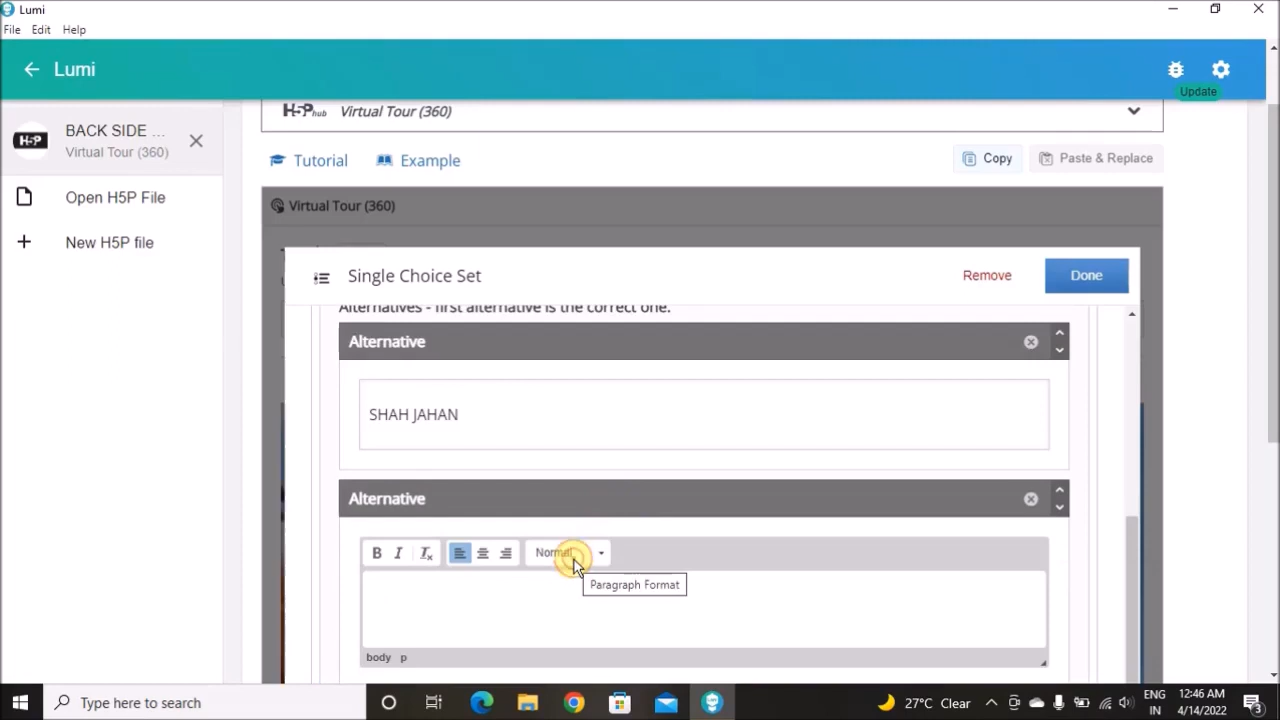 Lumi
File Edit Help
Lumi
Update
H5P
BACK SIDE ...
Virtual Tour (360)
Open H5P File
New H5P file
H5P hub Virtual Tour (360)
Tutorial Example Copy Paste & Replace
Virtual Tour (360)
Single Choice Set Remove Done
Alternatives - first alternative is the correct one.
Alternative
SHAH JAHAN
Alternative
B I Tx Normal
Paragraph Format
body p
Type here to search
27°C Clear
ENG
IN
12:46 AM
4/14/2022
3